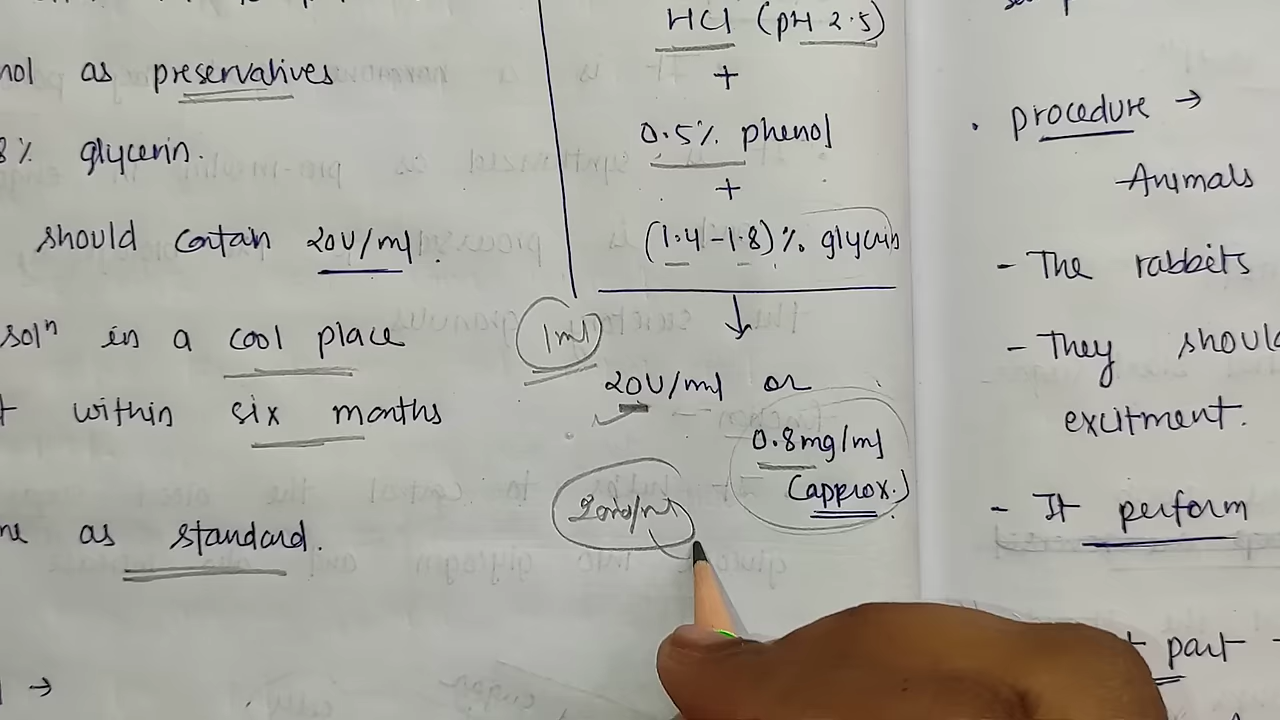 nol as preservatives
8% glycerin.
should contain 20U/ml.
soln in a cool place
t within six months
ne as standard.
→
HCl (pH 2.5)
+
0.5% phenol
+
(1.4-1.8)% glycerin
↓
1ml
20U/ml or
0.8mg/ml
(approx.)
. procedure →
Animals
- The rabbits
- They should
excitment.
- It perform
part